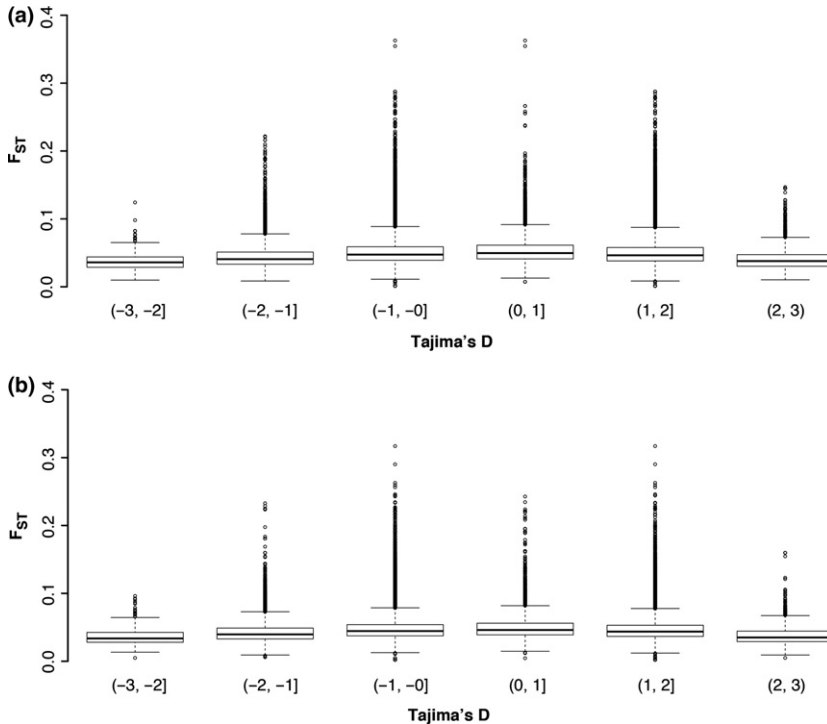 (a)
0.4
0.3
0.2
0.1
0.0
FST
(−3, −2] (−2, −1] (−1, −0] (0, 1] (1, 2] (2, 3)
Tajima's D
(b)
0.4
0.3
0.2
0.1
0.0
FST
(−3, −2] (−2, −1] (−1, −0] (0, 1] (1, 2] (2, 3)
Tajima's D